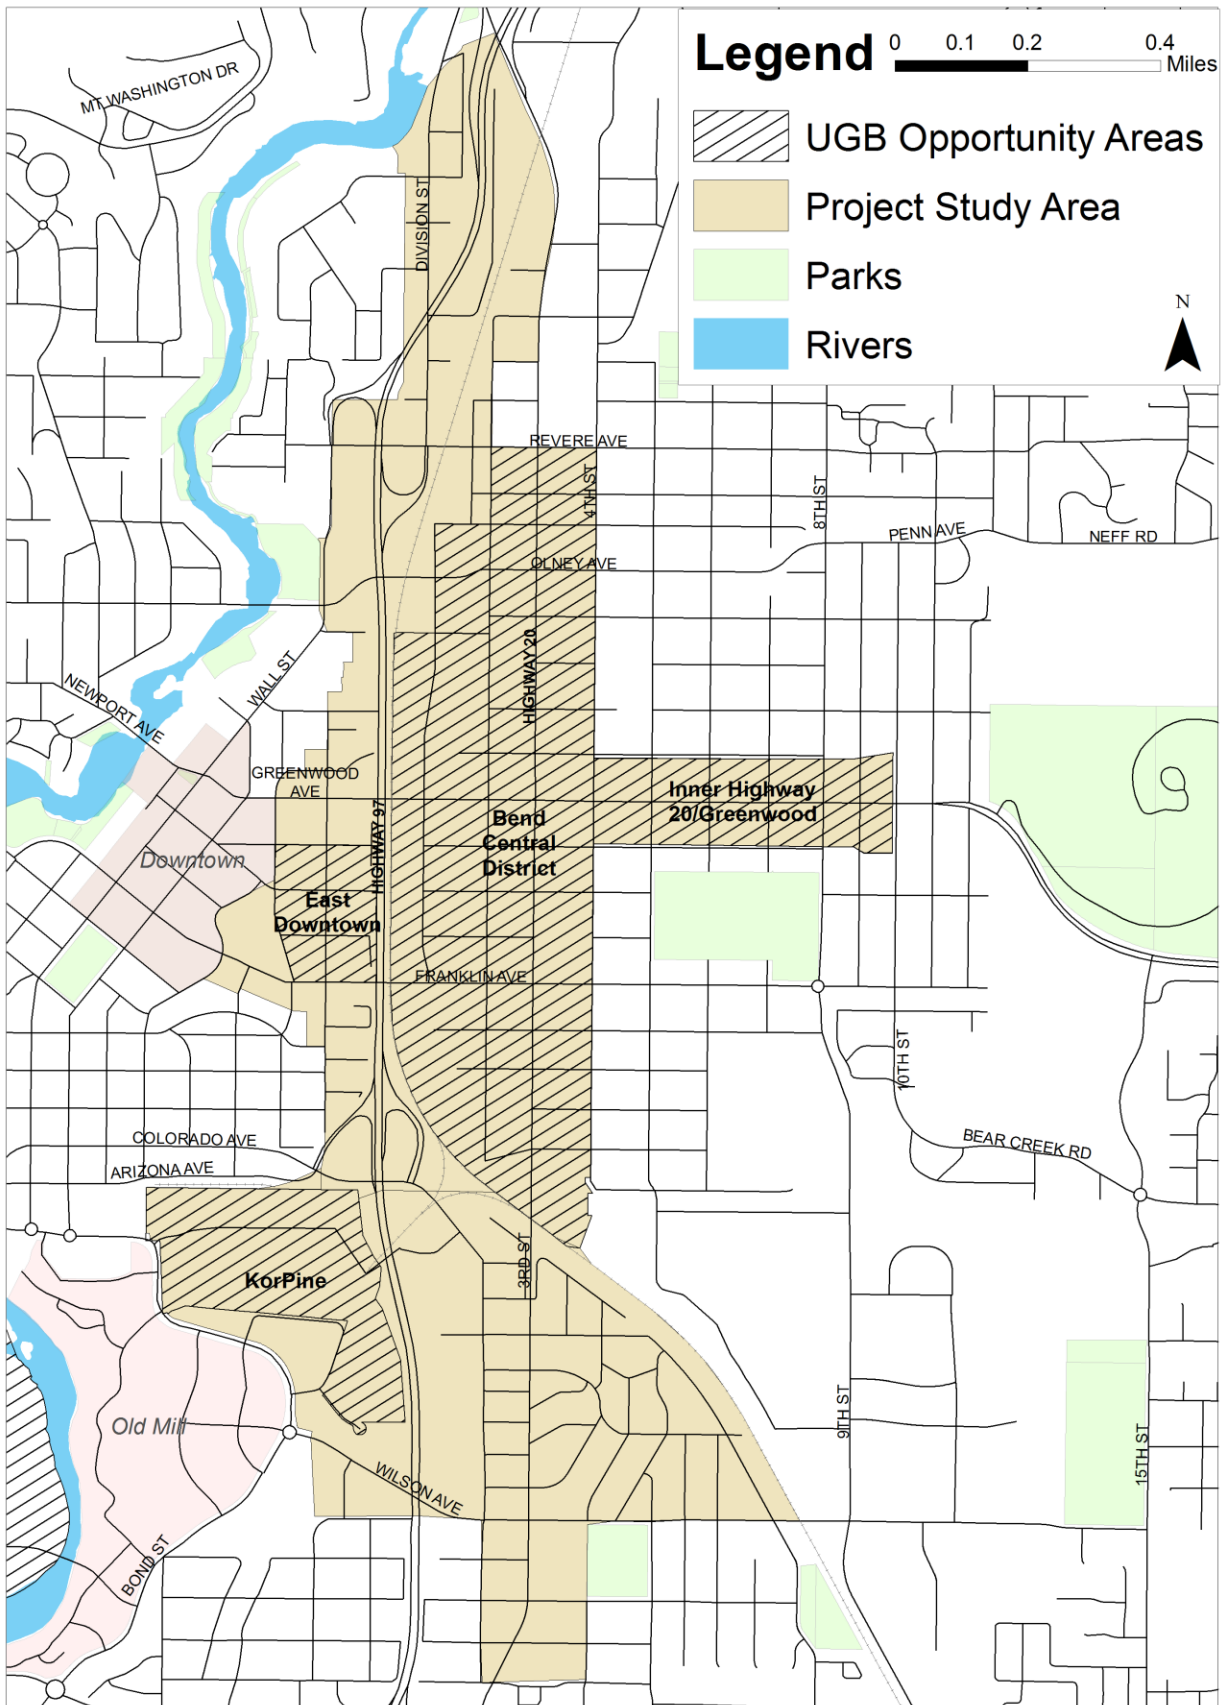 Legend
0 0.1 0.2 0.4
Miles
UGB Opportunity Areas
Project Study Area
Parks
Rivers
N
MT WASHINGTON DR
DIVISION ST
REVERE AVE
4TH ST
8TH ST
PENN AVE
NEFF RD
OLNEY AVE
HIGHWAY 20
WALL ST
NEWPORT AVE
GREENWOOD
AVE
Inner Highway
20/Greenwood
HIGHWAY 97
Bend
Central
District
Downtown
East
Downtown
FRANKLIN AVE
10TH ST
COLORADO AVE
BEAR CREEK RD
ARIZONA AVE
3RD ST
KorPine
Old Mill
9TH ST
15TH ST
WILSON AVE
BOND ST